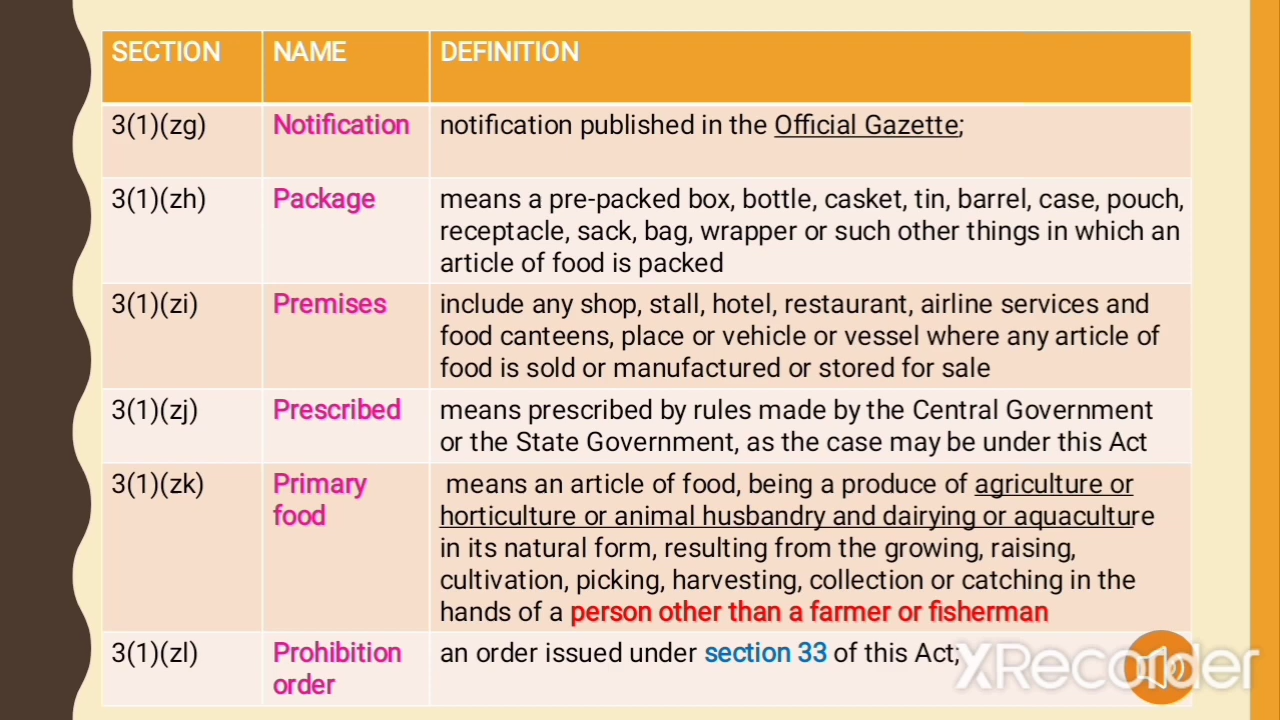 SECTION NAME DEFINITION
3(1)(zg) Notification notification published in the Official Gazette;
3(1)(zh) Package means a pre-packed box, bottle, casket, tin, barrel, case, pouch,
receptacle, sack, bag, wrapper or such other things in which an
article of food is packed
3(1)(zi) Premises include any shop, stall, hotel, restaurant, airline services and
food canteens, place or vehicle or vessel where any article of
food is sold or manufactured or stored for sale
3(1)(zj) Prescribed means prescribed by rules made by the Central Government
or the State Government, as the case may be under this Act
3(1)(zk) Primary means an article of food, being a produce of agriculture or
food horticulture or animal husbandry and dairying or aquaculture
in its natural form, resulting from the growing, raising,
cultivation, picking, harvesting, collection or catching in the
hands of a person other than a farmer or fisherman
3(1)(zl) Prohibition an order issued under section 33 of this Act;
order
XRecorder